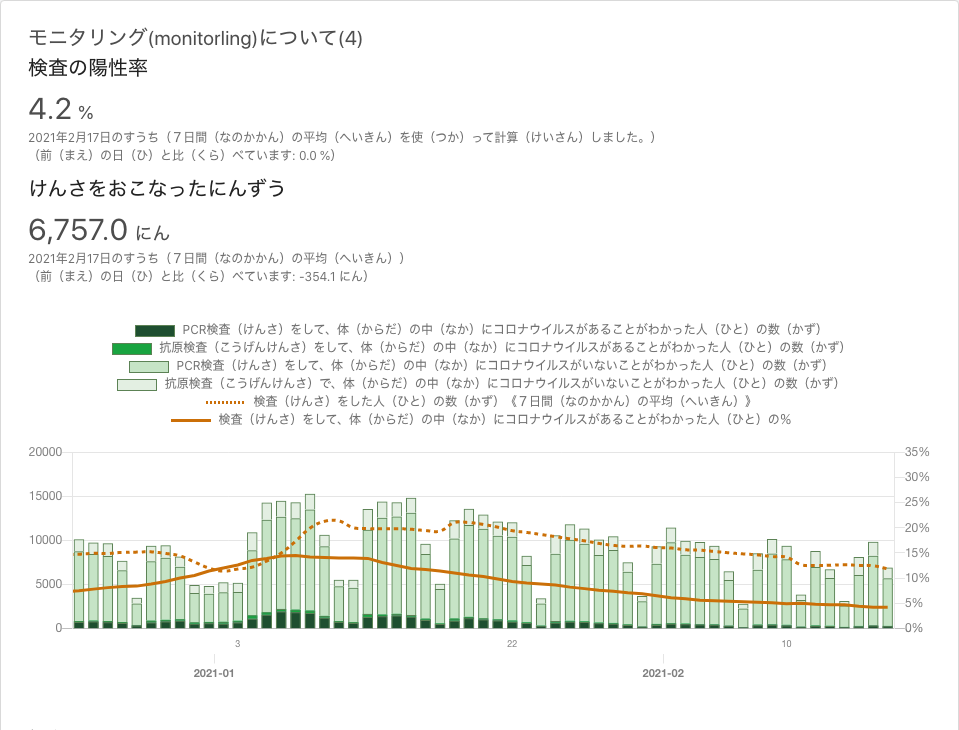 モニタリング(monitorling)について(4)
検査の陽性率
4.2 %
2021年2月17日のすうち（７日間（なのかかん）の平均（へいきん）を使（つか）って計算（けいさん）しました。）
（前（まえ）の日（ひ）と比（くら）べています: 0.0 %）
けんさをおこなったにんずう
6,757.0 にん
2021年2月17日のすうち（７日間（なのかかん）の平均（へいきん））
（前（まえ）の日（ひ）と比（くら）べています: -354.1 にん）
PCR検査（けんさ）をして、体（からだ）の中（なか）にコロナウイルスがあることがわかった人（ひと）の数（かず）
抗原検査（こうげんけんさ）をして、体（からだ）の中（なか）にコロナウイルスがあることがわかった人（ひと）の数（かず）
PCR検査（けんさ）をして、体（からだ）の中（なか）にコロナウイルスがいないことがわかった人（ひと）の数（かず）
抗原検査（こうげんけんさ）で、体（からだ）の中（なか）にコロナウイルスがいないことがわかった人（ひと）の数（かず）
検査（けんさ）をした人（ひと）の数（かず）《７日間（なのかかん）の平均（へいきん）》
検査（けんさ）をして、体（からだ）の中（なか）にコロナウイルスがあることがわかった人（ひと）の%
20000 35%
30%
15000 25%
20%
10000 15%
5000 10%
5%
0 0%
3 22 10
2021-01 2021-02